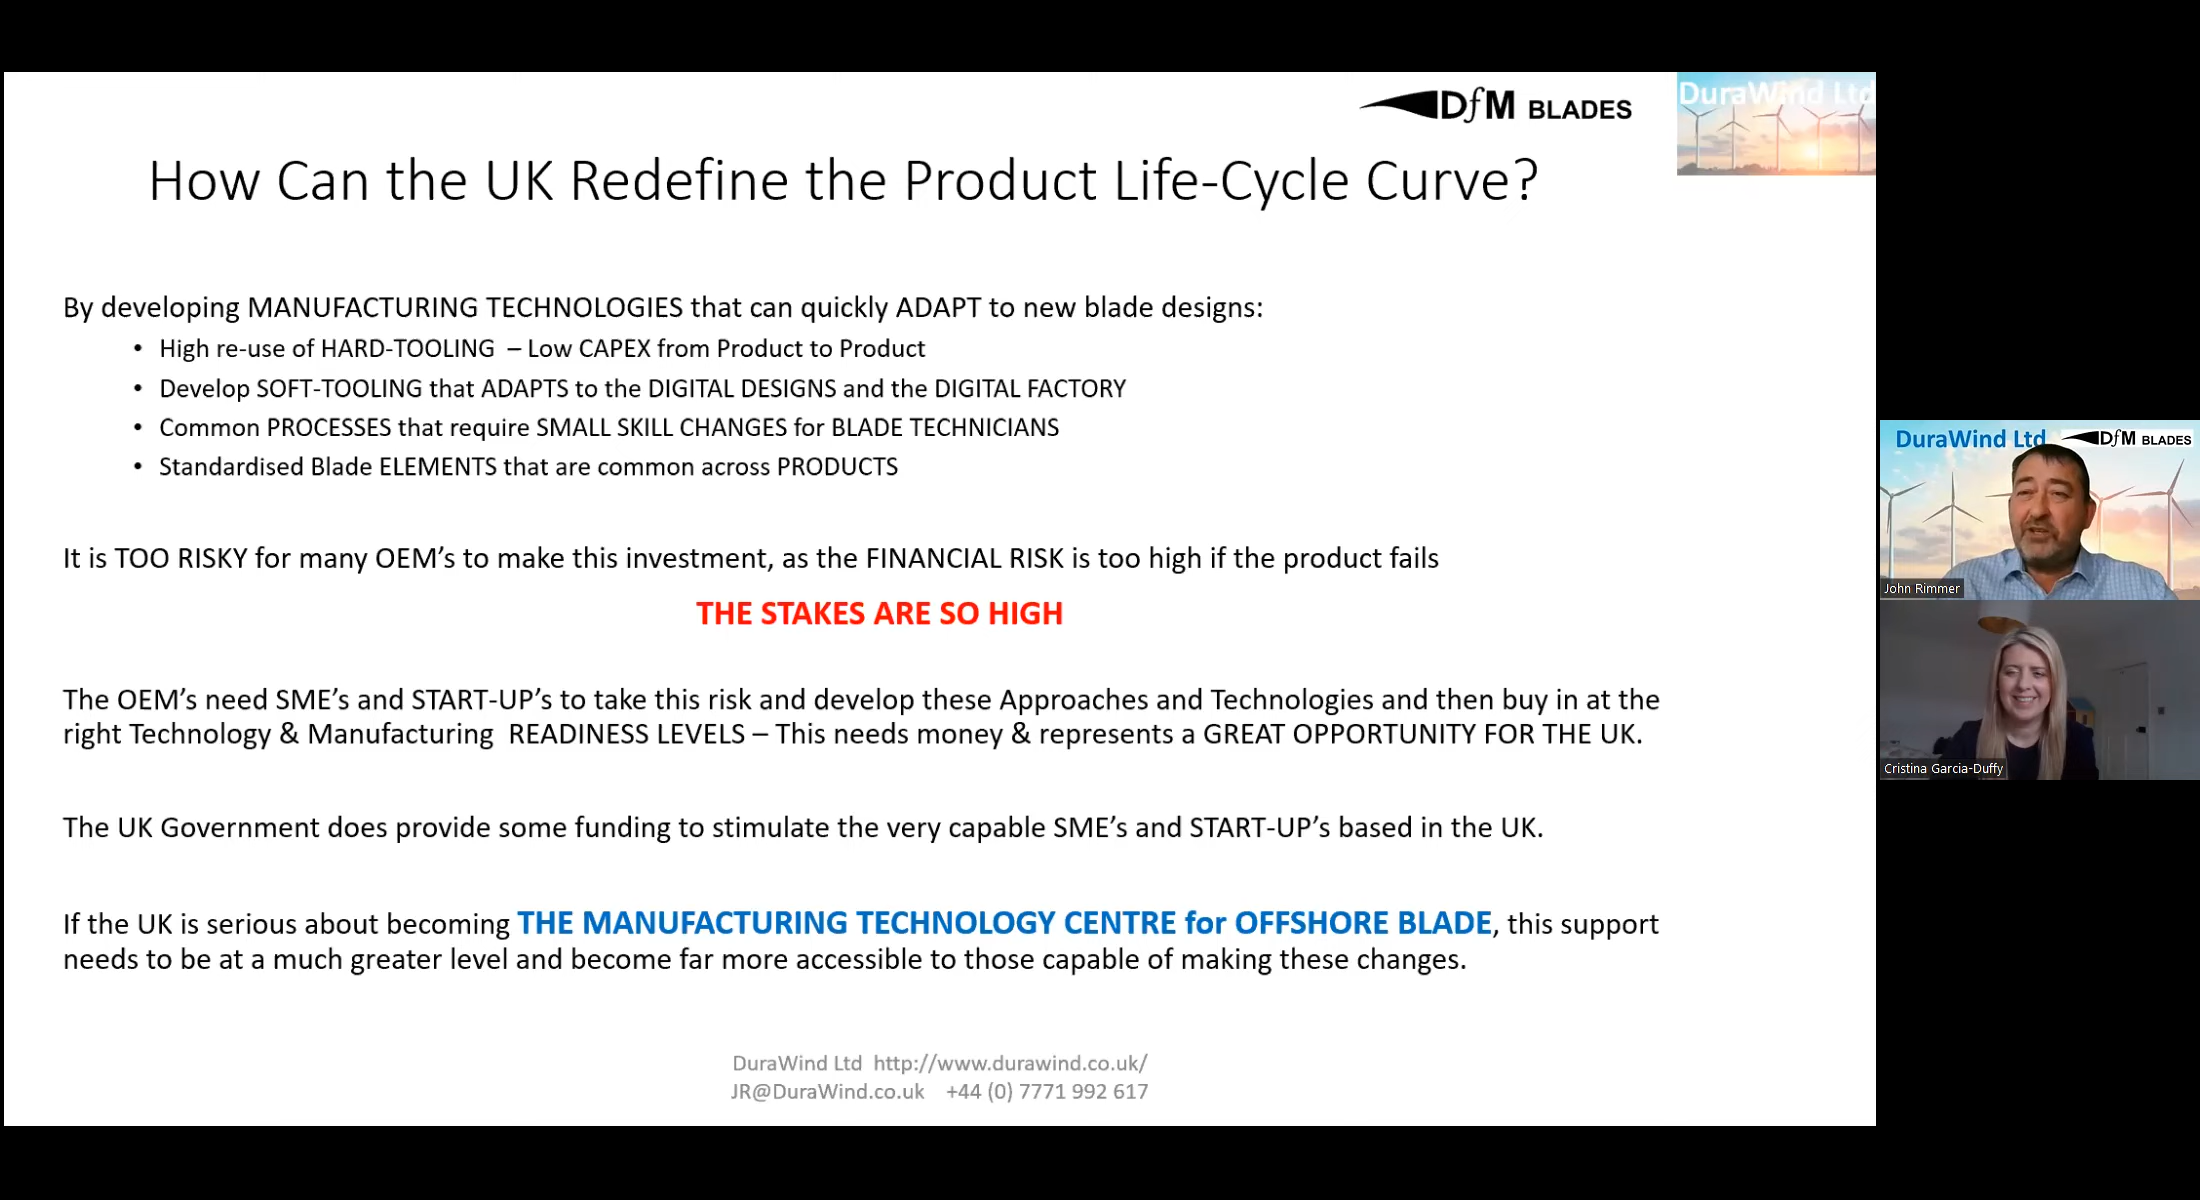 DfM BLADES
DuraWind Ltd
How Can the UK Redefine the Product Life-Cycle Curve?
By developing MANUFACTURING TECHNOLOGIES that can quickly ADAPT to new blade designs:
• High re-use of HARD-TOOLING – Low CAPEX from Product to Product
• Develop SOFT-TOOLING that ADAPTS to the DIGITAL DESIGNS and the DIGITAL FACTORY
• Common PROCESSES that require SMALL SKILL CHANGES for BLADE TECHNICIANS
• Standardised Blade ELEMENTS that are common across PRODUCTS
It is TOO RISKY for many OEM's to make this investment, as the FINANCIAL RISK is too high if the product fails
THE STAKES ARE SO HIGH
The OEM's need SME's and START-UP's to take this risk and develop these Approaches and Technologies and then buy in at the
right Technology & Manufacturing READINESS LEVELS – This needs money & represents a GREAT OPPORTUNITY FOR THE UK.
The UK Government does provide some funding to stimulate the very capable SME's and START-UP's based in the UK.
If the UK is serious about becoming THE MANUFACTURING TECHNOLOGY CENTRE for OFFSHORE BLADE, this support
needs to be at a much greater level and become far more accessible to those capable of making these changes.
DuraWind Ltd http://www.durawind.co.uk/
JR@DuraWind.co.uk +44 (0) 7771 992 617
DuraWind Ltd DfM BLADES
John Rimmer
Cristina Garcia-Duffy